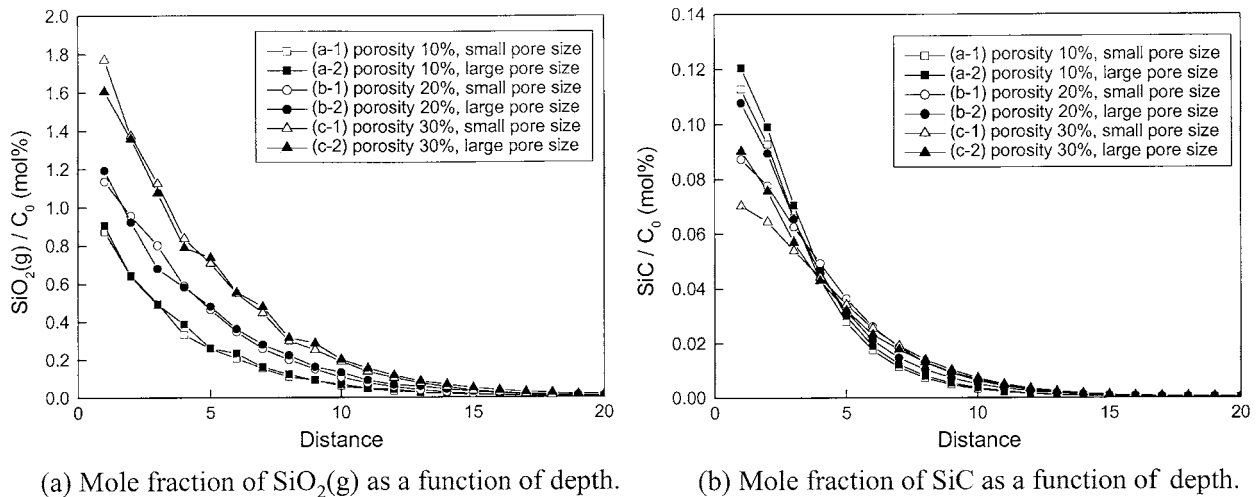 2.0
1.8
1.6
1.4
1.2
1.0
0.8
0.6
0.4
0.2
0.0
SiO₂(g) / C₀ (mol%)
(a-1) porosity 10%, small pore size
(a-2) porosity 10%, large pore size
(b-1) porosity 20%, small pore size
(b-2) porosity 20%, large pore size
(c-1) porosity 30%, small pore size
(c-2) porosity 30%, large pore size
0 5 10 15 20
Distance
(a) Mole fraction of SiO₂(g) as a function of depth.
0.14
0.12
0.10
0.08
0.06
0.04
0.02
0.00
SiC / C₀ (mol%)
(a-1) porosity 10%, small pore size
(a-2) porosity 10%, large pore size
(b-1) porosity 20%, small pore size
(b-2) porosity 20%, large pore size
(c-1) porosity 30%, small pore size
(c-2) porosity 30%, large pore size
0 5 10 15 20
Distance
(b) Mole fraction of SiC as a function of depth.